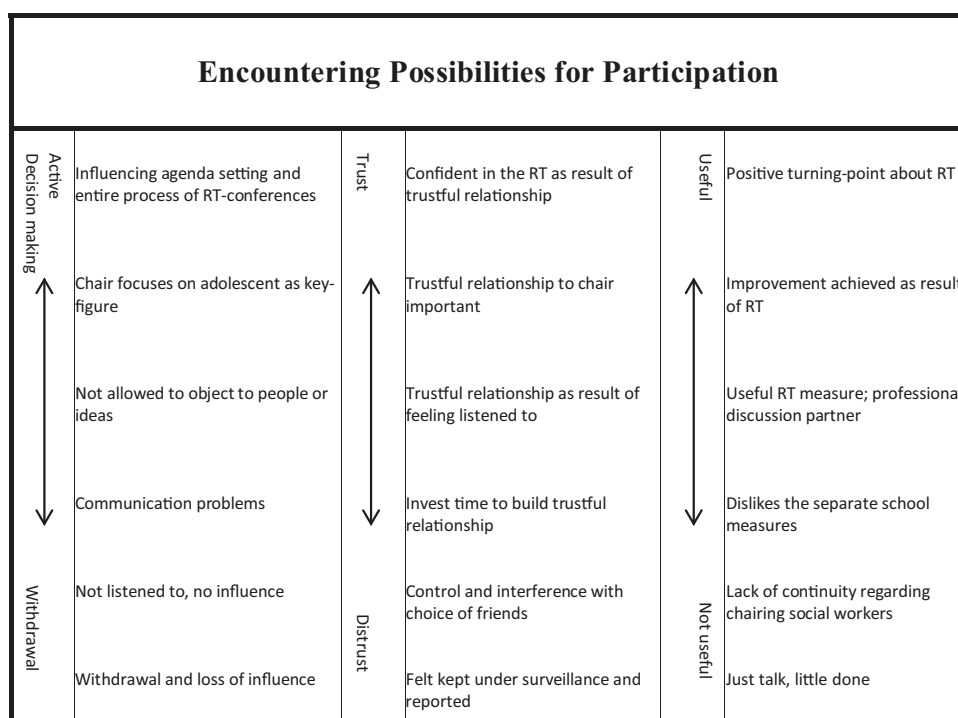 Encountering Possibilities for Participation
Active
Decision making
Withdrawal
Influencing agenda setting and
entire process of RT-conferences
Chair focuses on adolescent as key-
figure
Not allowed to object to people or
ideas
Communication problems
Not listened to, no influence
Withdrawal and loss of influence
Trust
Distrust
Confident in the RT as result of
trustful relationship
Trustful relationship to chair
important
Trustful relationship as result of
feeling listened to
Invest time to build trustful
relationship
Control and interference with
choice of friends
Felt kept under surveillance and
reported
Useful
Not useful
Positive turning-point about RT
Improvement achieved as result
of RT
Useful RT measure; professiona
discussion partner
Dislikes the separate school
measures
Lack of continuity regarding
chairing social workers
Just talk, little done